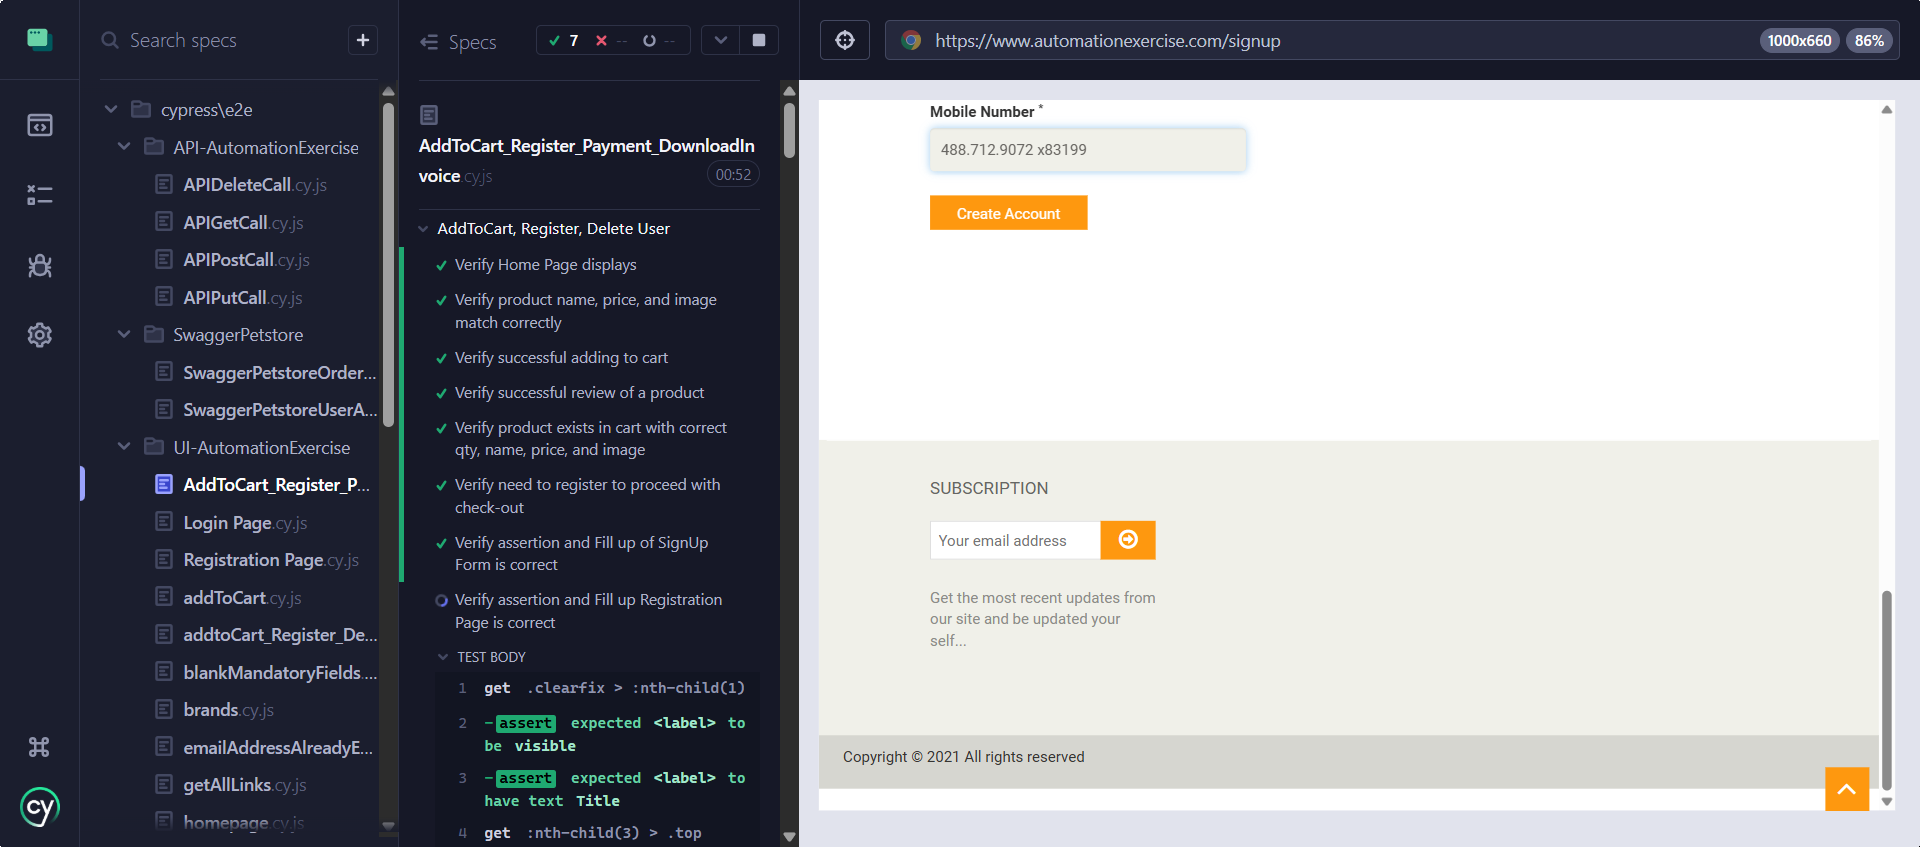 Search specs
+
cypress\e2e
API-AutomationExercise
APIDeleteCall.cy.js
APIGetCall.cy.js
APIPostCall.cy.js
APIPutCall.cy.js
SwaggerPetstore
SwaggerPetstoreOrder...
SwaggerPetstoreUserA...
UI-AutomationExercise
AddToCart_Register_P...
Login Page.cy.js
Registration Page.cy.js
addToCart.cy.js
addtoCart_Register_De...
blankMandatoryFields....
brands.cy.js
emailAddressAlreadyE...
getAllLinks.cy.js
homepage.cy.js
cy
Specs
7 -- --
AddToCart_Register_Payment_DownloadIn
voice.cy.js 00:52
AddToCart, Register, Delete User
Verify Home Page displays
Verify product name, price, and image
match correctly
Verify successful adding to cart
Verify successful review of a product
Verify product exists in cart with correct
qty, name, price, and image
Verify need to register to proceed with
check-out
Verify assertion and Fill up of SignUp
Form is correct
Verify assertion and Fill up Registration
Page is correct
TEST BODY
1 get .clearfix > :nth-child(1)
2 -assert expected <label> to
be visible
3 -assert expected <label> to
have text Title
4 get :nth-child(3) > .top
https://www.automationexercise.com/signup 1000x660 86%
Mobile Number *
488.712.9072 x83199
Create Account
SUBSCRIPTION
Your email address
Get the most recent updates from
our site and be updated your
self...
Copyright © 2021 All rights reserved